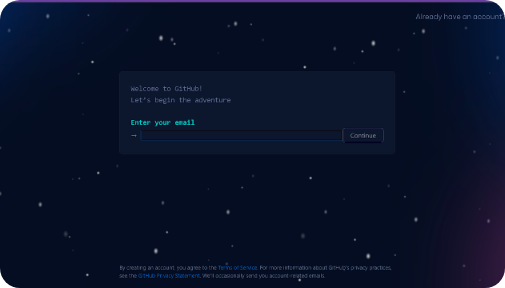 Already have an account?
Welcome to GitHub!
Let's begin the adventure
Enter your email
→ Continue
By creating an account, you agree to the Terms of Service. For more information about GitHub's privacy practices,
see the GitHub Privacy Statement. We'll occasionally send you account-related emails.